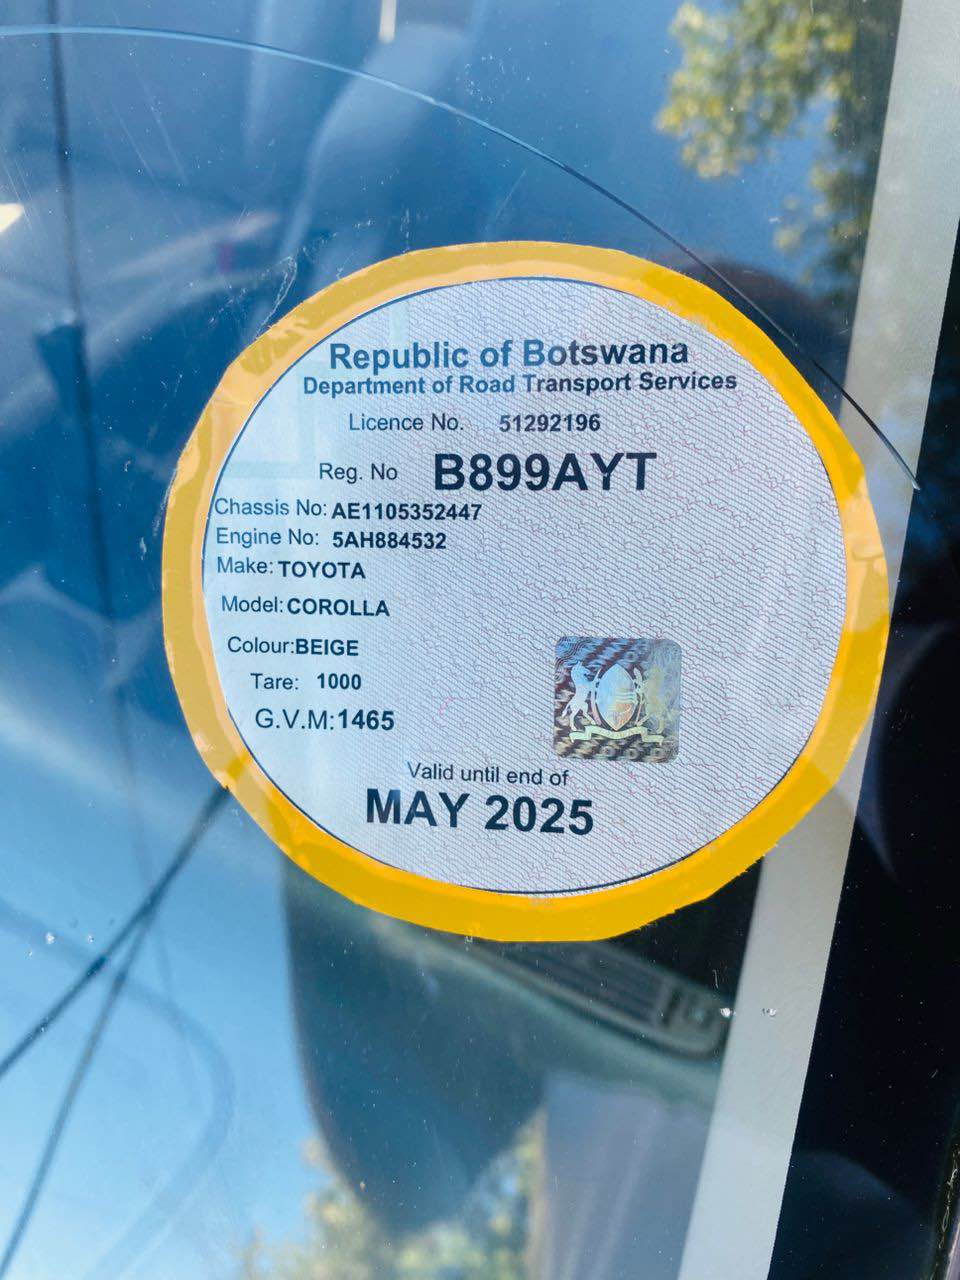 Republic of Botswana
Department of Road Transport Services
Licence No. 51292196
Reg. No B899AYT
Chassis No: AE1105352447
Engine No: 5AH884532
Make: TOYOTA
Model: COROLLA
Colour:BEIGE
Tare: 1000
G.V.M:1465
Valid until end of
MAY 2025